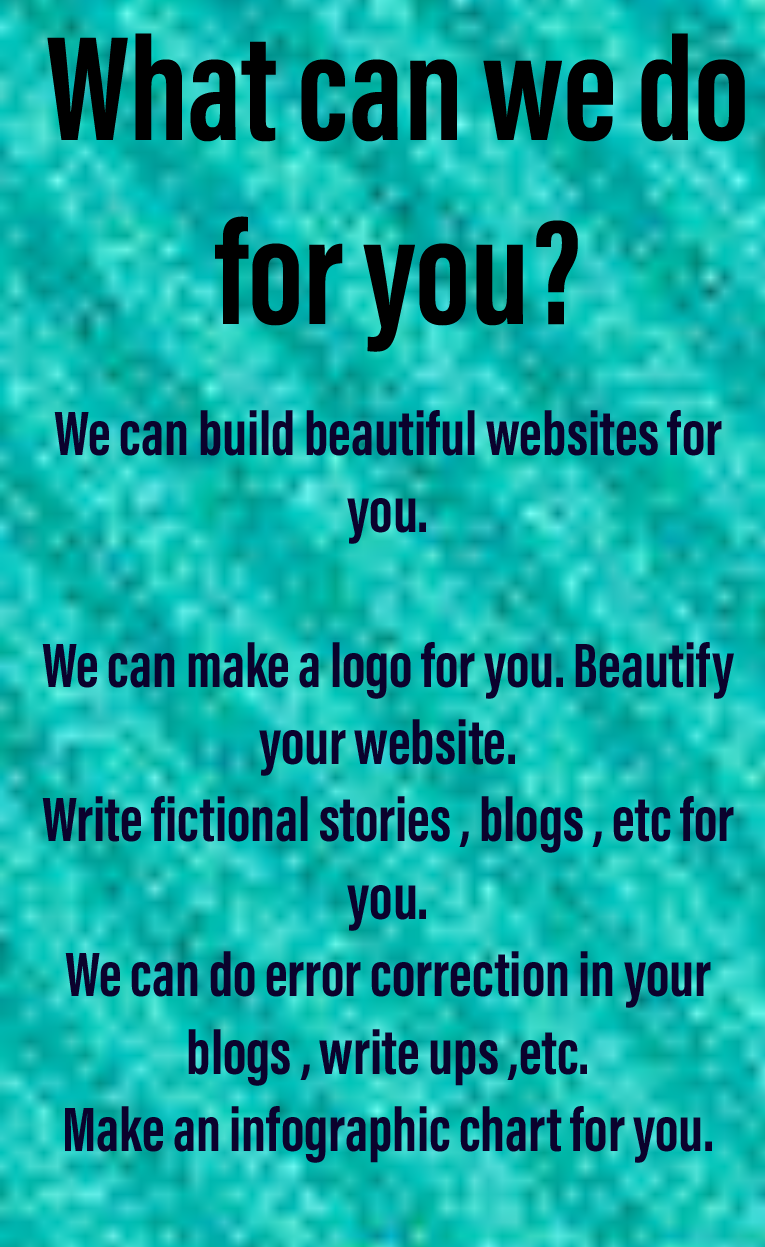 What can we do
for you?
We can build beautiful websites for
you.
We can make a logo for you. Beautify
your website.
Write fictional stories , blogs , etc for
you.
We can do error correction in your
blogs , write ups ,etc.
Make an infographic chart for you.